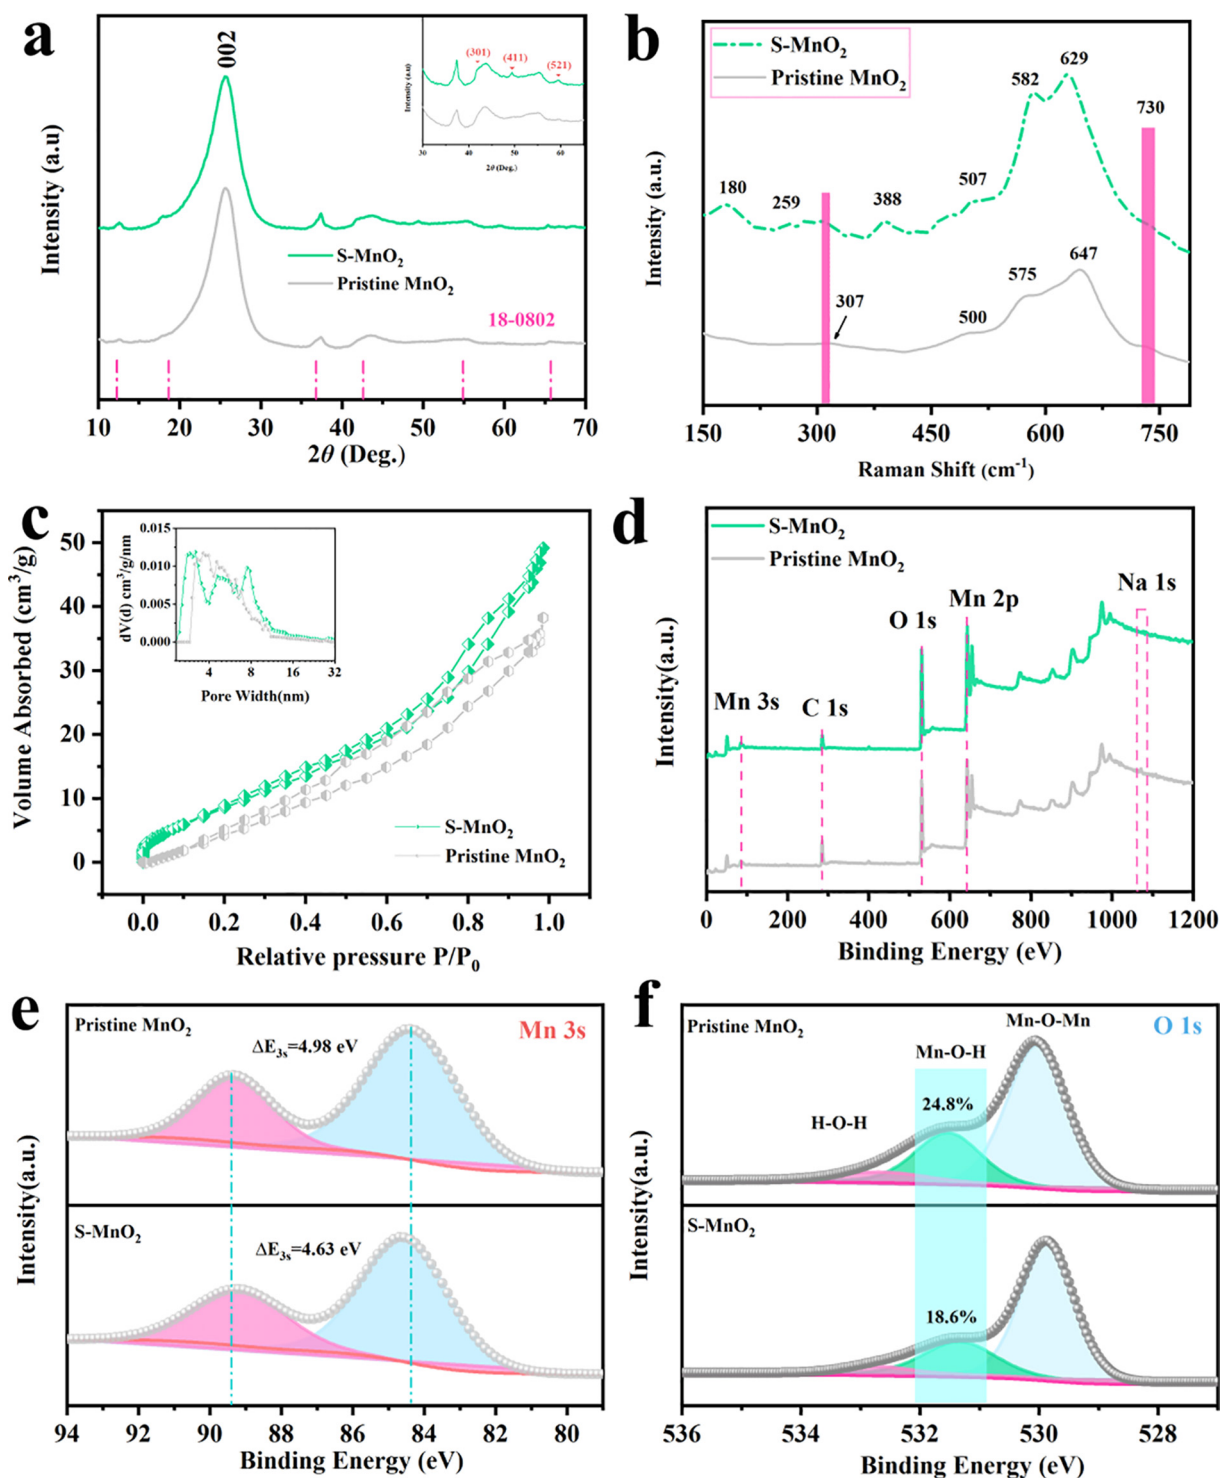 a
002
(301)
(411)
(521)
Intensity (a.u)
30
40
50
60
2θ (Deg.)
S-MnO2
Pristine MnO2
18-0802
Intensity (a.u)
10
20
30
40
50
60
70
2θ (Deg.)
b
S-MnO2
Pristine MnO2
629
582
730
180
259
388
507
647
575
500
307
Intensity (a.u.)
150
300
450
600
750
Raman Shift (cm-1)
c
0.015
0.010
0.005
0.000
dV(d) cm3/g/nm
4
8
16
32
Pore Width(nm)
50
40
30
20
10
0
Volume Absorbed (cm3/g)
S-MnO2
Pristine MnO2
0.0
0.2
0.4
0.6
0.8
1.0
Relative pressure P/P0
d
S-MnO2
Pristine MnO2
Na 1s
Mn 2p
O 1s
Mn 3s
C 1s
Intensity(a.u.)
0
200
400
600
800
1000
1200
Binding Energy (eV)
e
Pristine MnO2
Mn 3s
ΔE3s=4.98 eV
S-MnO2
ΔE3s=4.63 eV
Intensity(a.u.)
94
92
90
88
86
84
82
80
Binding Energy (eV)
f
Pristine MnO2
Mn-O-Mn
O 1s
Mn-O-H
24.8%
H-O-H
S-MnO2
18.6%
Intensity(a.u.)
536
534
532
530
528
Binding Energy (eV)